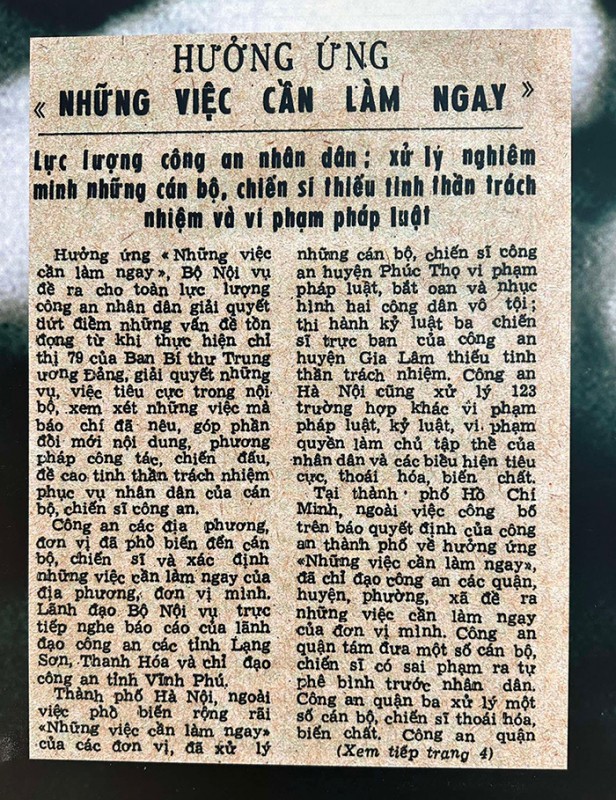 HƯỞNG ỨNG
« NHỮNG VIỆC CẦN LÀM NGAY »
Lực lượng công an nhân dân: xử lý nghiêm
minh những cán bộ, chiến sĩ thiếu tinh thần trách
nhiệm và vi phạm pháp luật
Hưởng ứng «Những việc
cần làm ngay», Bộ Nội vụ
đề ra cho toàn lực lượng
công an nhân dân giải quyết
dứt điểm những vấn đề tồn
đọng từ khi thực hiện chỉ
thị 79 của Ban Bí thư Trung
ương Đảng, giải quyết những
vụ, việc tiêu cực trong nội
bộ, xem xét những việc mà
báo chí đã nêu, góp phần
đổi mới nội dung, phương
pháp công tác, chiến đấu,
đề cao tinh thần trách nhiệm
phục vụ nhân dân của cán
bộ, chiến sĩ công an.
Công an các địa phương,
đơn vị đã phổ biến đến cán
bộ, chiến sĩ và xác định
những việc cần làm ngay của
địa phương, đơn vị mình.
Lãnh đạo Bộ Nội vụ trực
tiếp nghe báo cáo của lãnh
đạo công an các tỉnh Lạng
Sơn, Thanh Hóa và chỉ đạo
công an tỉnh Vĩnh Phú.
Thành phố Hà Nội, ngoài
việc phổ biến rộng rãi
«Những việc cần làm ngay»
của các đơn vị, đã xử lý
những cán bộ, chiến sĩ công
an huyện Phúc Thọ vi phạm
pháp luật, bắt oan và nhục
hình hai công dân vô tội;
thi hành kỷ luật ba chiến
sĩ trực ban của công an
huyện Gia Lâm thiếu tinh
thần trách nhiệm. Công an
Hà Nội cũng xử lý 123
trường hợp khác vi phạm
pháp luật, kỷ luật, vi phạm
quyền làm chủ tập thể của
nhân dân và các biểu hiện tiêu
cực, thoái hóa, biến chất.
Tại thành phố Hồ Chí
Minh, ngoài việc công bố
trên báo quyết định của công
an thành phố về hưởng ứng
«Những việc cần làm ngay»,
đã chỉ đạo công an các quận,
huyện, phường, xã đề ra
những việc cần làm ngay
của đơn vị mình. Công an
quận tám đưa một số cán bộ,
chiến sĩ có sai phạm ra tự
phê bình trước nhân dân.
Công an quận ba xử lý một
số cán bộ, chiến sĩ thoái hóa,
biến chất. Công an quận
(Xem tiếp trang 4)